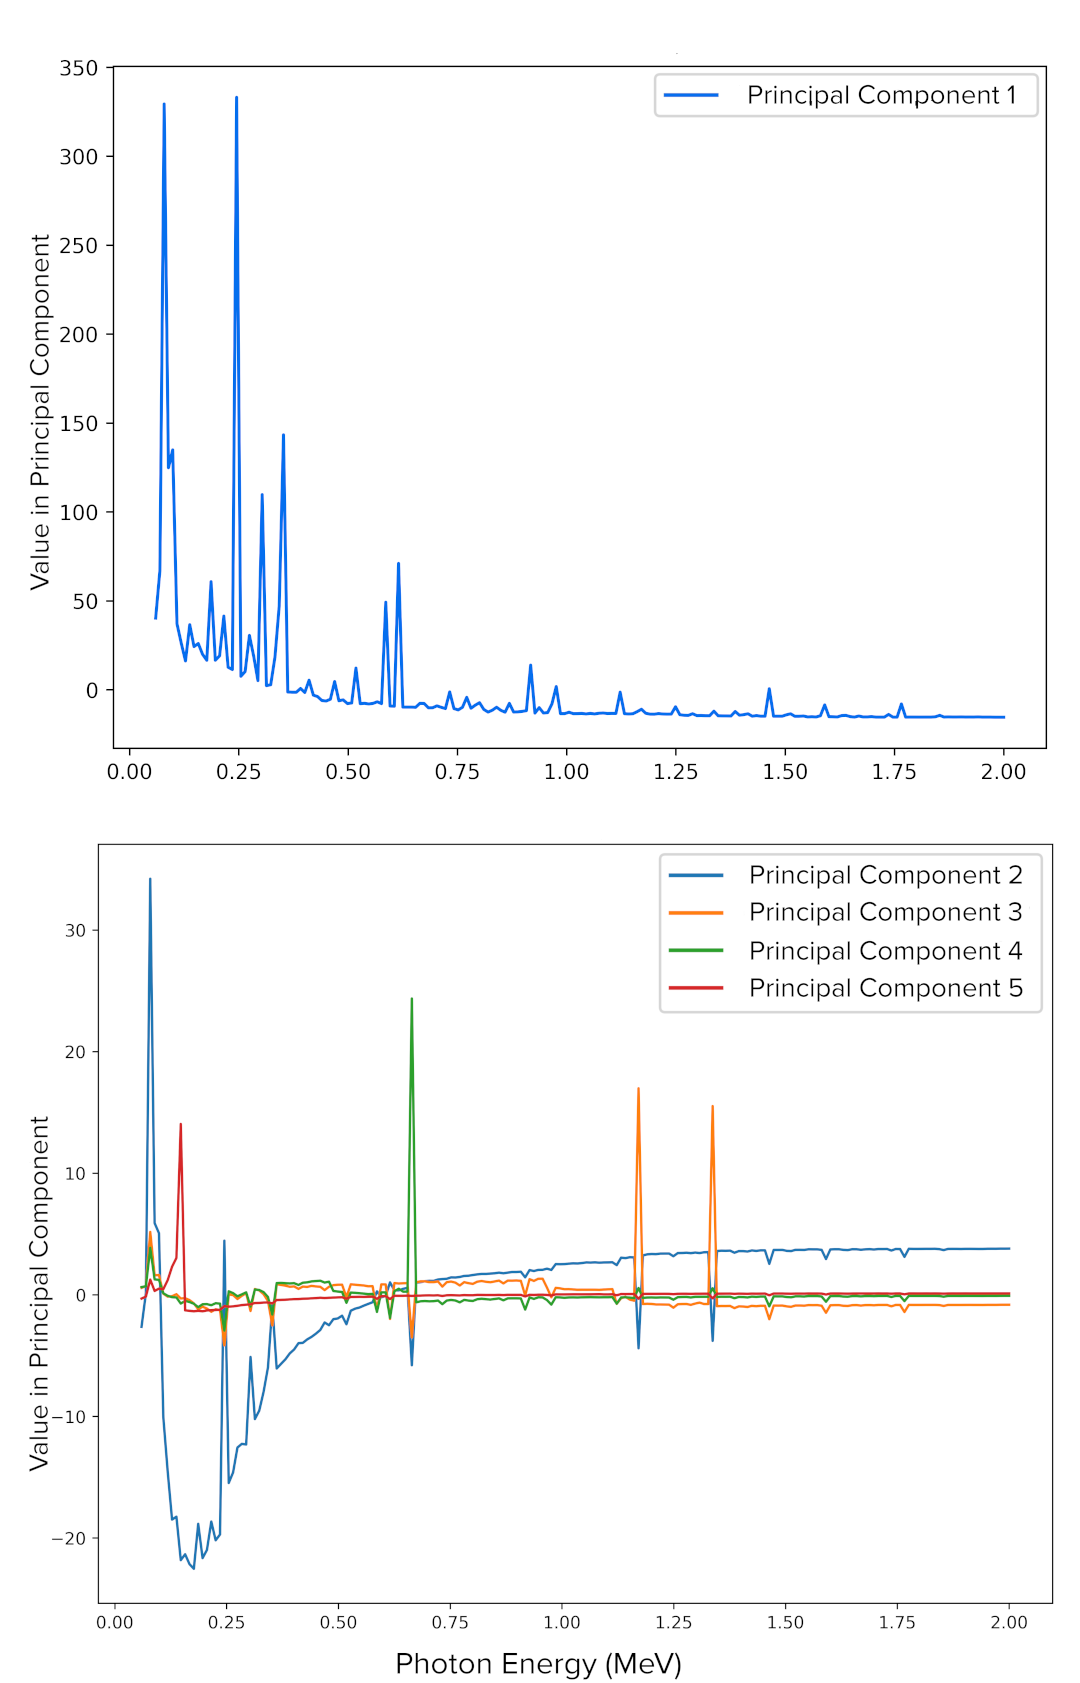 350
300
250
200
150
100
50
0
Value in Principal Component
Principal Component 1
0.00 0.25 0.50 0.75 1.00 1.25 1.50 1.75 2.00
30
20
10
0
−10
−20
Value in Principal Component
Principal Component 2
Principal Component 3
Principal Component 4
Principal Component 5
0.00 0.25 0.50 0.75 1.00 1.25 1.50 1.75 2.00
Photon Energy (MeV)